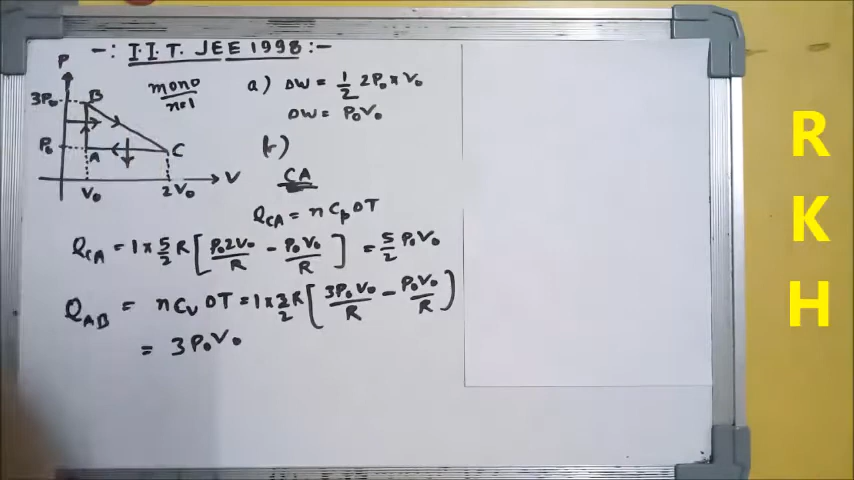 -: I.I.T. JEE 1998:-
P
3P₀
B
P₀
A
C
V₀
2V₀
V
mono
n=1
a) ΔW = 1/2 2P₀ × V₀
ΔW = P₀V₀
CA
Q_CA = n C_p ΔT
Q_CA = 1 × 5/2 R [ P₀2V₀/R - P₀V₀/R ] = 5/2 P₀V₀
Q_AB = n C_v ΔT = 1 × 3/2 R [ 3P₀V₀/R - P₀V₀/R ]
= 3P₀V₀
R
K
H